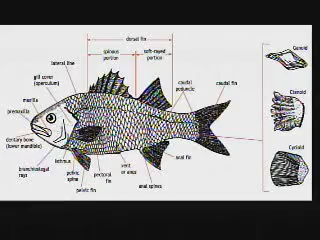 dorsal fin
spinous
portion
soft-rayed
portion
lateral line
gill cover
(operculum)
maxilla
premaxilla
dentary bone
(lower mandible)
branchiostegal
rays
isthmus
pelvic
spine
pelvic fin
pectoral
fin
vent
or anus
anal spines
anal fin
caudal
peduncle
caudal fin
Ganoid
Ctenoid
Cycloid